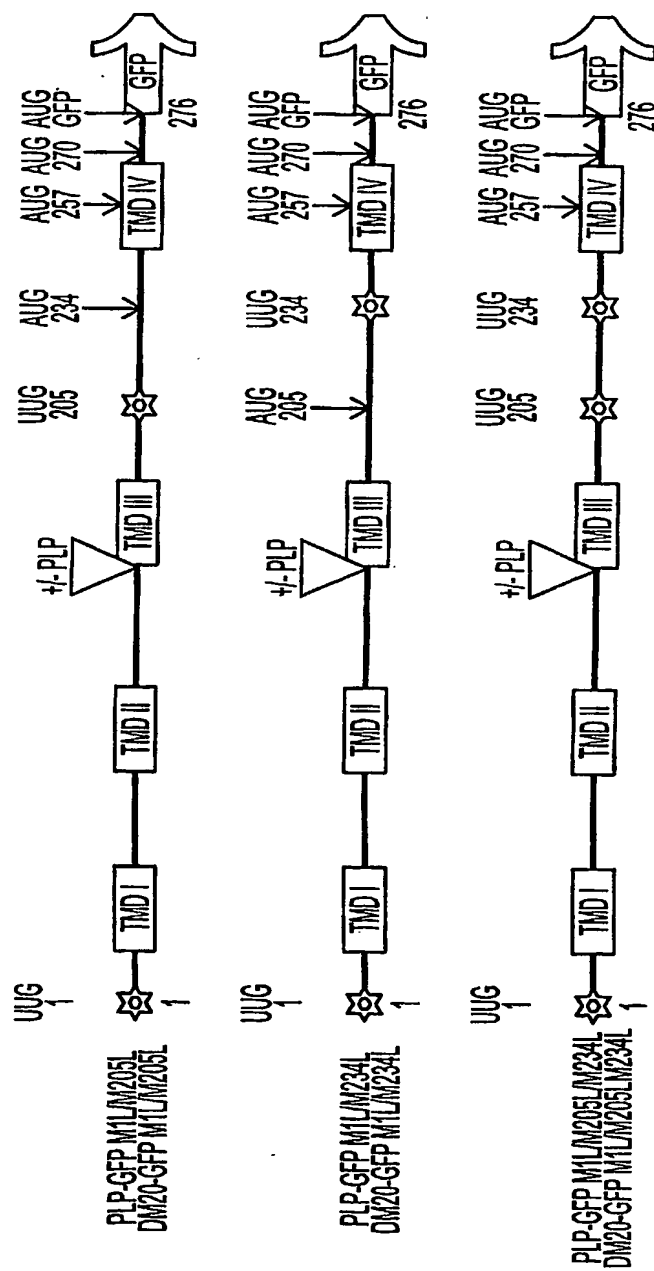 PLP-GFP M1L/M205L
DM20-GFP M1L/M205L
UUG
1
1
TMD I
TMD II
+/- PLP
TMD III
UUG
205
AUG
234
AUG
257
TMD IV
AUG
270
AUG
GFP
GFP
276
PLP-GFP M1L/M234L
DM20-GFP M1L/M234L
UUG
1
1
TMD I
TMD II
+/- PLP
TMD III
AUG
205
UUG
234
AUG
257
TMD IV
AUG
270
AUG
GFP
GFP
276
PLP-GFP M1L/M205L/M234L
DM20-GFP M1L/M205LM234L
UUG
1
1
TMD I
TMD II
+/- PLP
TMD III
UUG
205
UUG
234
AUG
257
TMD IV
AUG
270
AUG
GFP
GFP
276